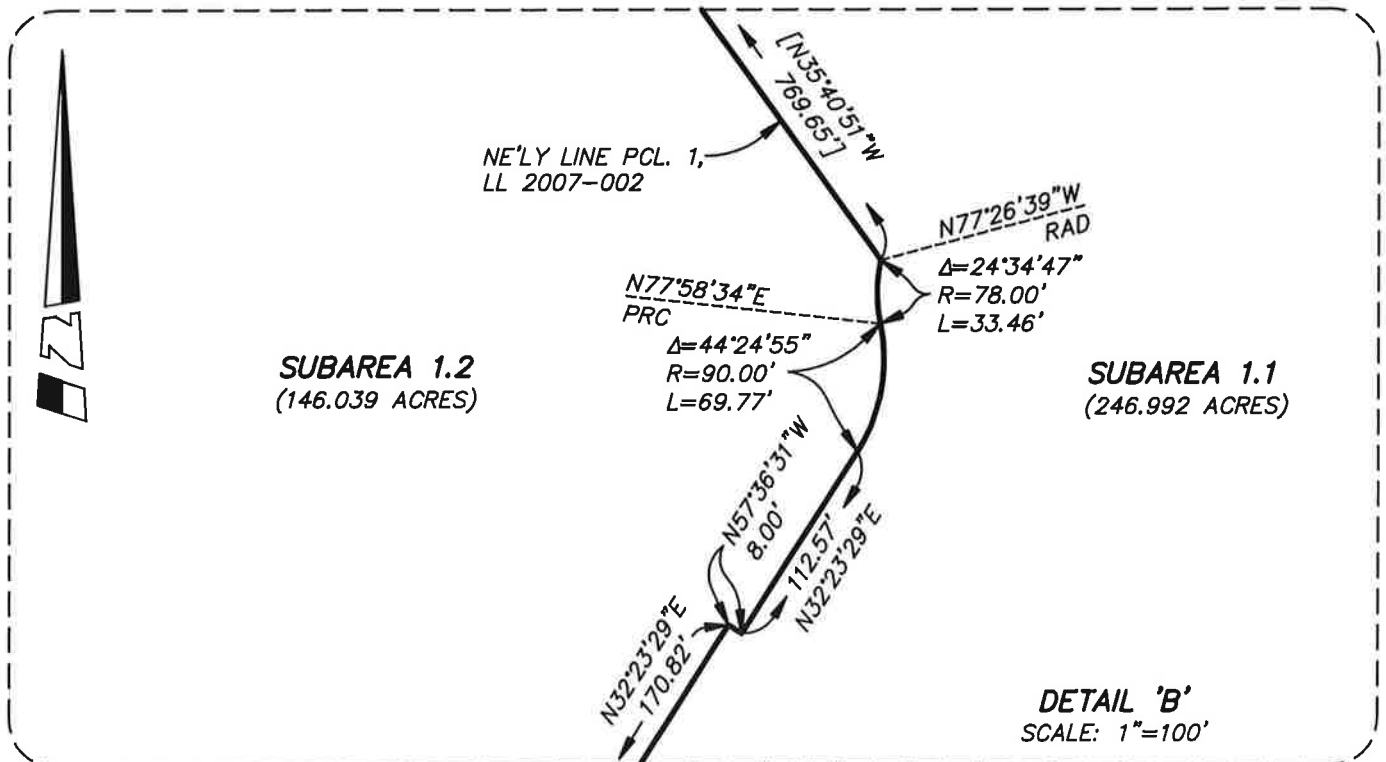 [N35°40'51"W
769.65']
NE'LY LINE PCL. 1,
LL 2007-002
N77°26'39"W
RAD
Δ=24°34'47"
R=78.00'
L=33.46'
N77°58'34"E
PRC
Δ=44°24'55"
R=90.00'
L=69.77'
SUBAREA 1.2
(146.039 ACRES)
SUBAREA 1.1
(246.992 ACRES)
N57°36'31"W
8.00'
112.57'
N32°23'29"E
N32°23'29"E
170.82'
DETAIL 'B'
SCALE: 1"=100'
N